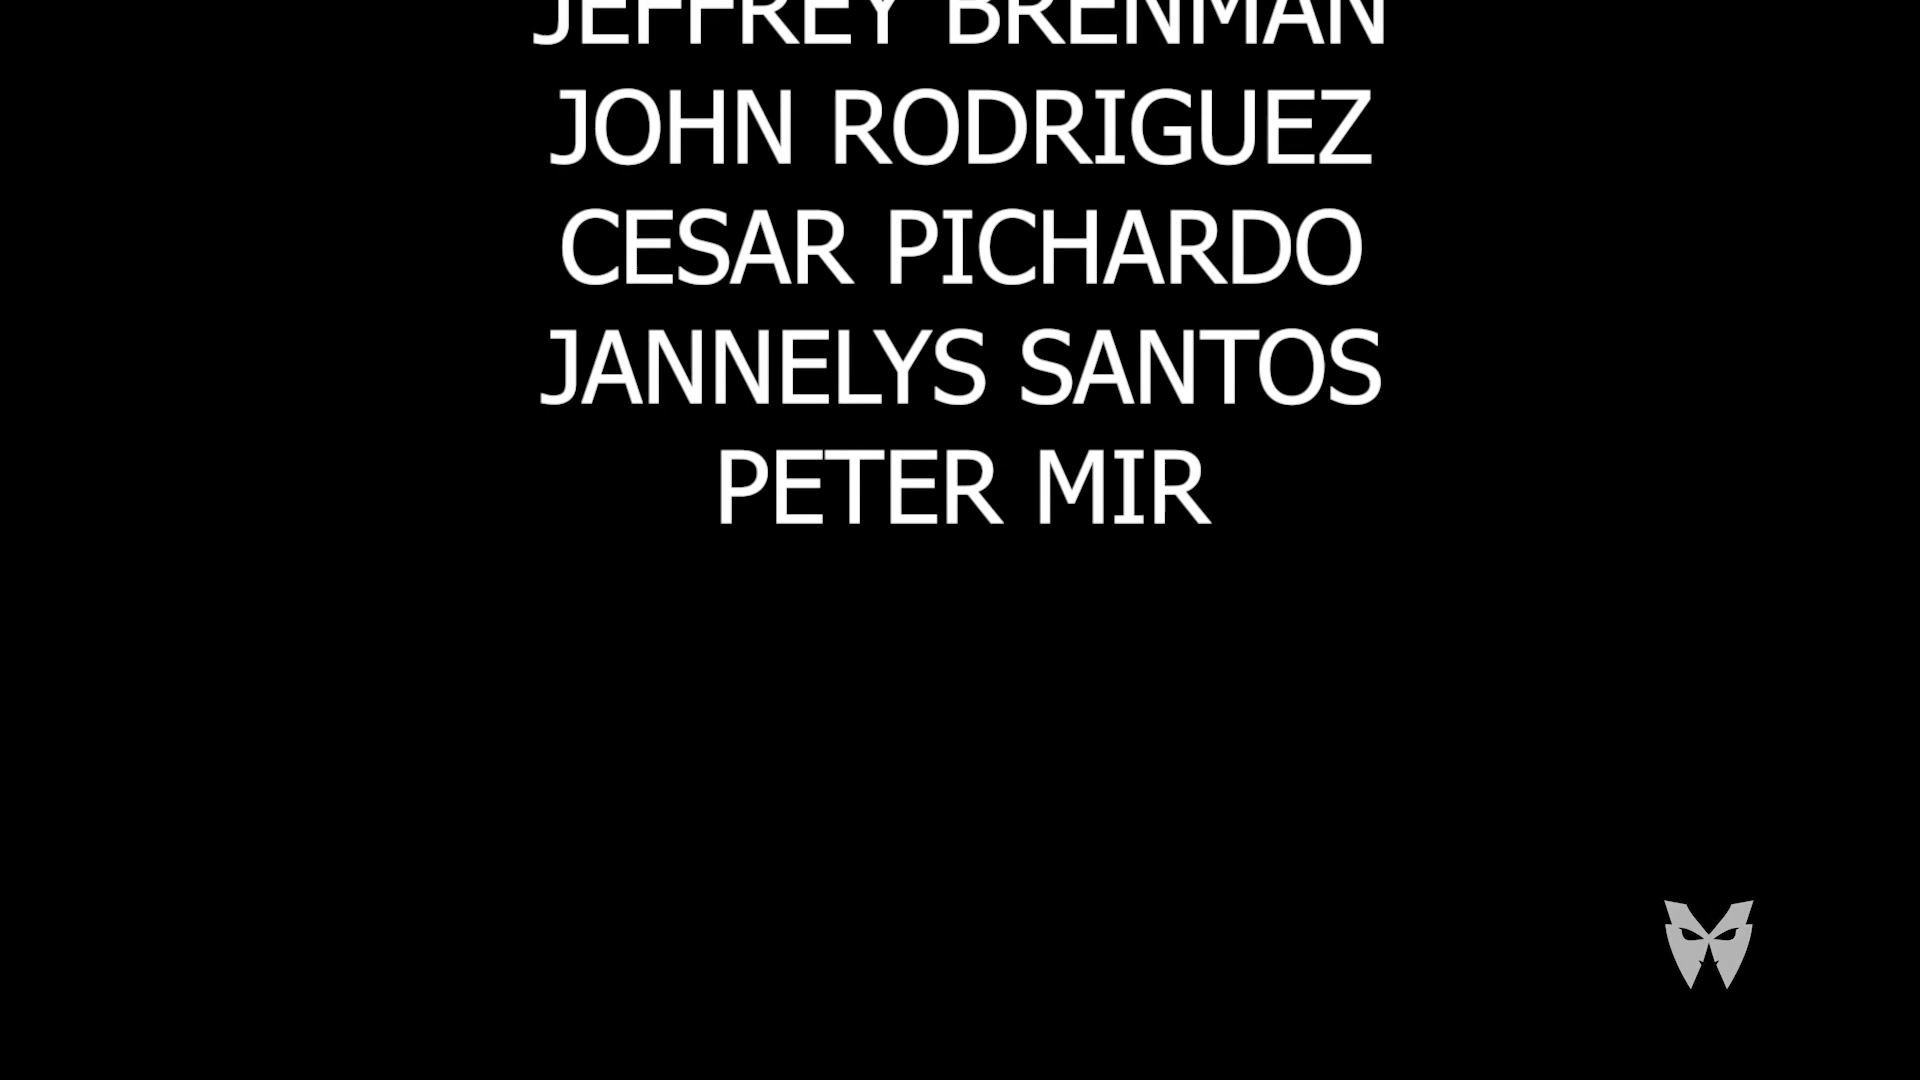 JEFFREY BRENMAN
JOHN RODRIGUEZ
CESAR PICHARDO
JANNELYS SANTOS
PETER MIR